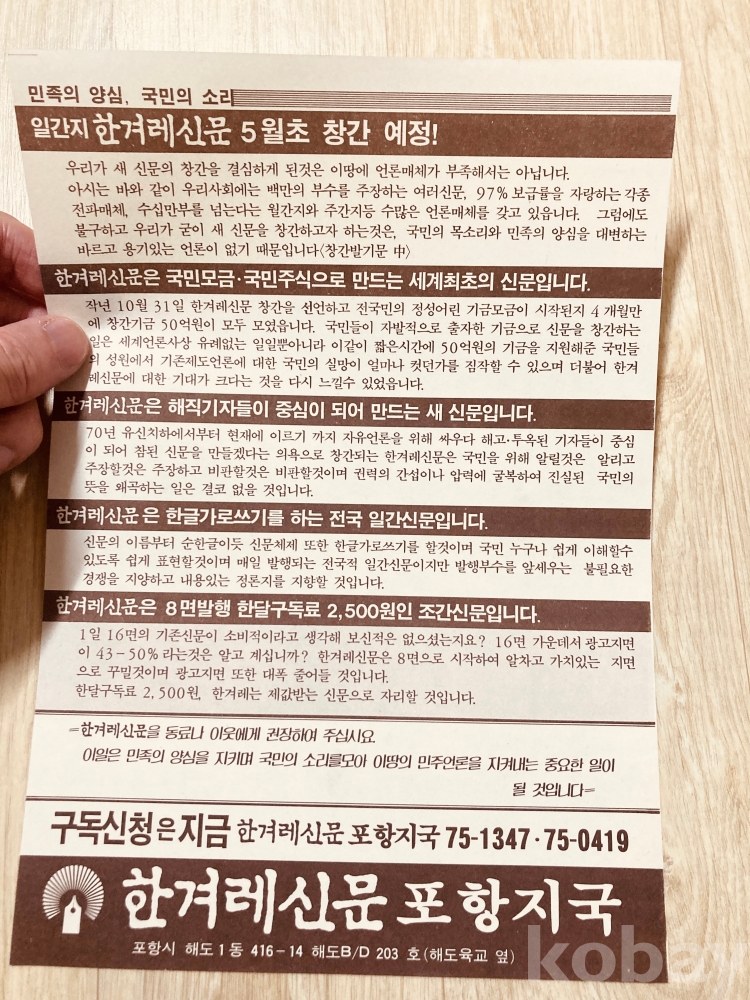 민족의 양심, 국민의 소리
일간지 한겨레신문 5월초 창간 예정!
우리가 새 신문의 창간을 결심하게 된것은 이땅에 언론매체가 부족해서는 아닙니다.
아시는 바와 같이 우리사회에는 백만의 부수를 주장하는 여러신문, 97% 보급률을 자랑하는 각종
전파매체, 수십만부를 넘는다는 월간지와 주간지등 수많은 언론매체를 갖고 있읍니다. 그럼에도
불구하고 우리가 굳이 새 신문을 창간하고자 하는것은, 국민의 목소리와 민족의 양심을 대변하는
바르고 용기있는 언론이 없기 때문입니다<창간발기문 中>
한겨레신문은 국민모금·국민주식으로 만드는 세계최초의 신문입니다.
작년 10월 31일 한겨레신문 창간을 선언하고 전국민의 정성어린 기금모금이 시작된지 4개월만
에 창간기금 50억원이 모두 모였읍니다. 국민들이 자발적으로 출자한 기금으로 신문을 창간하는
일은 세계언론사상 유례없는 일일뿐아니라 이같이 짧은시간에 50억원의 기금을 지원해준 국민들
의 성원에서 기존제도언론에 대한 국민의 실망이 얼마나 컷던가를 짐작할 수 있으며 더불어 한겨
레신문에 대한 기대가 크다는 것을 다시 느낄수 있었읍니다.
한겨레신문은 해직기자들이 중심이 되어 만드는 새 신문입니다.
70년 유신치하에서부터 현재에 이르기 까지 자유언론을 위해 싸우다 해고·투옥된 기자들이 중심
이 되어 참된 신문을 만들겠다는 의욕으로 창간되는 한겨레신문은 국민을 위해 알릴것은 알리고
주장할것은 주장하고 비판할것은 비판할것이며 권력의 간섭이나 압력에 굴복하여 진실된 국민의
뜻을 왜곡하는 일은 결코 없을 것입니다.
한겨레신문은 한글가로쓰기를 하는 전국 일간신문입니다.
신문의 이름부터 순한글이듯 신문체제 또한 한글가로쓰기를 할것이며 국민 누구나 쉽게 이해할수
있도록 쉽게 표현할것이며 매일 발행되는 전국적 일간신문이지만 발행부수를 앞세우는 불필요한
경쟁을 지양하고 내용있는 정론지를 지향할 것입니다.
한겨레신문은 8면발행 한달구독료 2,500원인 조간신문입니다.
1일 16면의 기존신문이 소비적이라고 생각해 보신적은 없으셨는지요? 16면 가운데서 광고지면
이 43-50%라는것은 알고 계십니까? 한겨레신문은 8면으로 시작하여 알차고 가치있는 지면
으로 꾸밀것이며 광고지면 또한 대폭 줄어들 것입니다.
한달구독료 2,500원, 한겨레는 제값받는 신문으로 자리할 것입니다.
=한겨레신문을 동료나 이웃에게 권장하여 주십시요.
이일은 민족의 양심을 지키며 국민의 소리를모아 이땅의 민주언론을 지켜내는 중요한 일이
될 것입니다=
구독신청은 지금 한겨레신문 포항지국 75-1347·75-0419
한겨레신문 포항지국
포항시 해도1동 416-14 해도B/D 203 호(해도육교 옆)
kobay